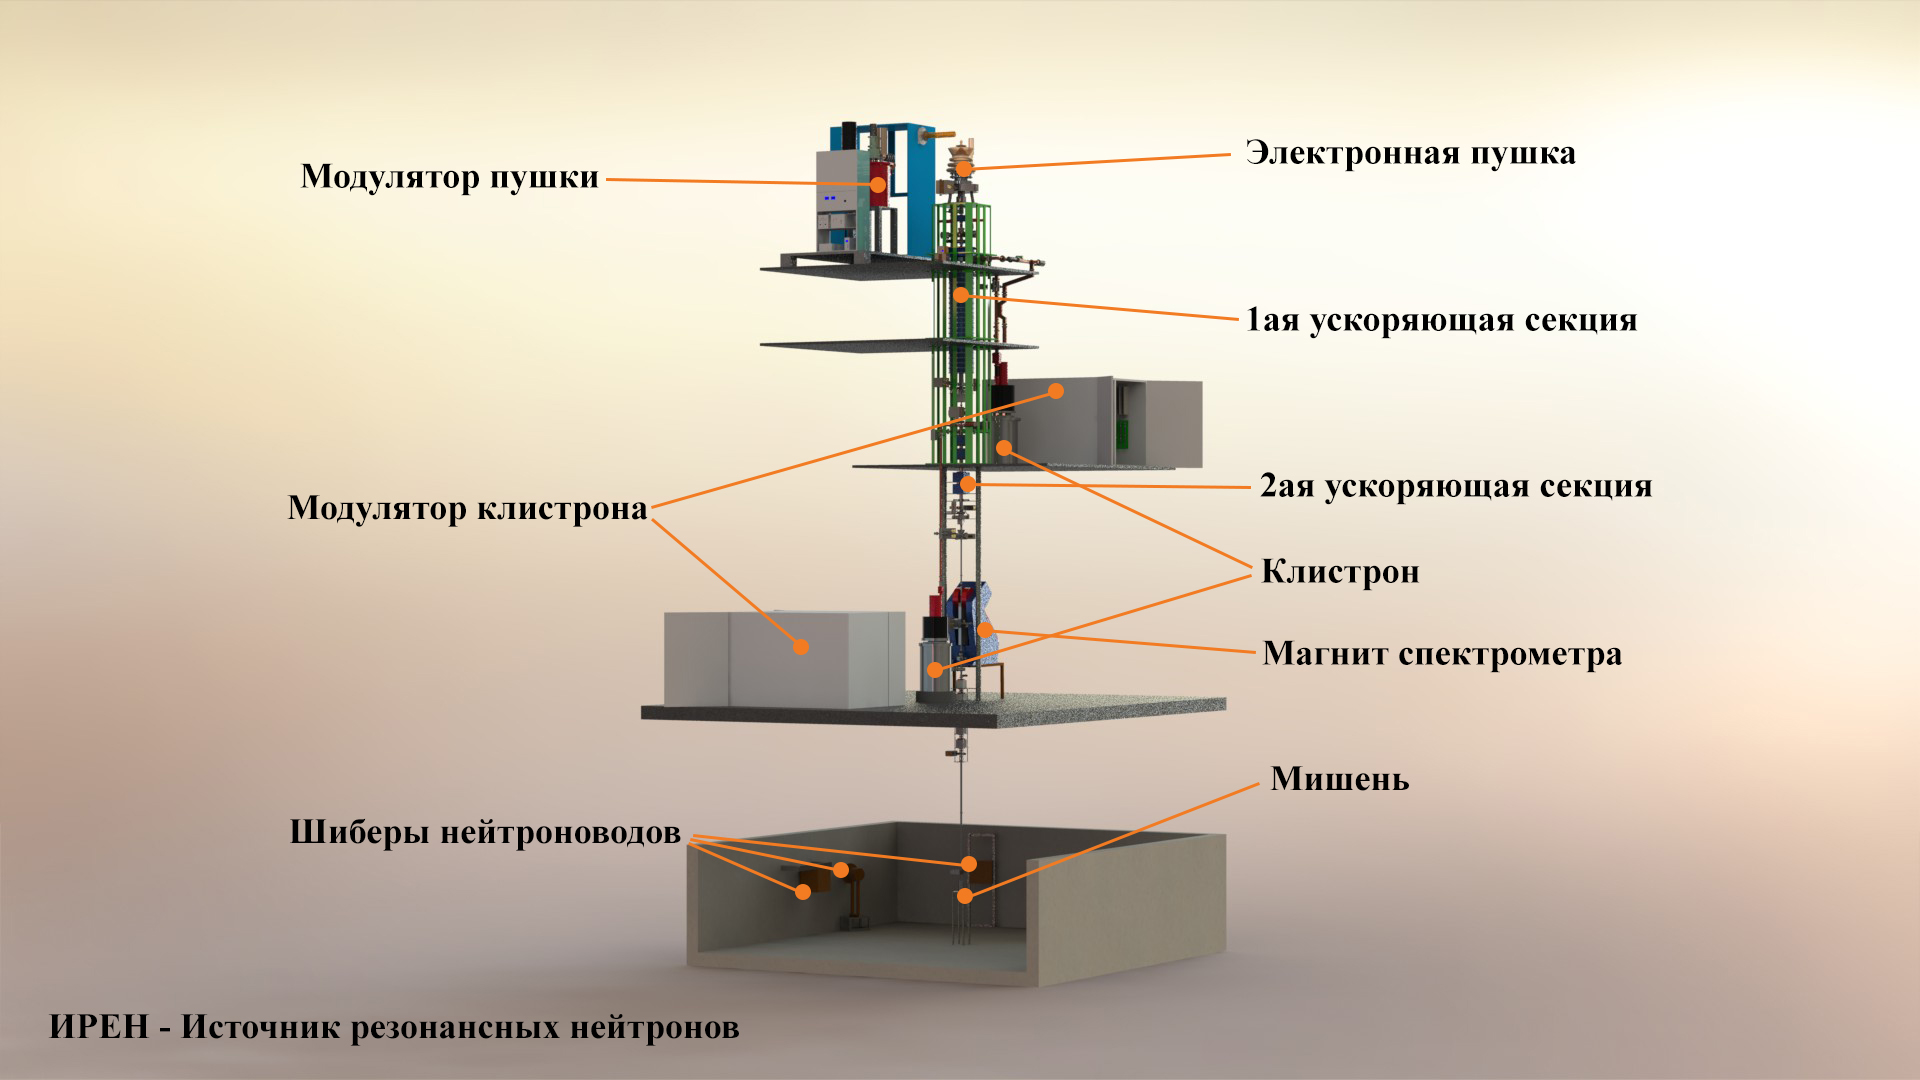 Модулятор пушки
Электронная пушка
1ая ускоряющая секция
2ая ускоряющая секция
Модулятор клистрона
Клистрон
Магнит спектрометра
Мишень
Шиберы нейтроноводов
ИРЕН - Источник резонансных нейтронов